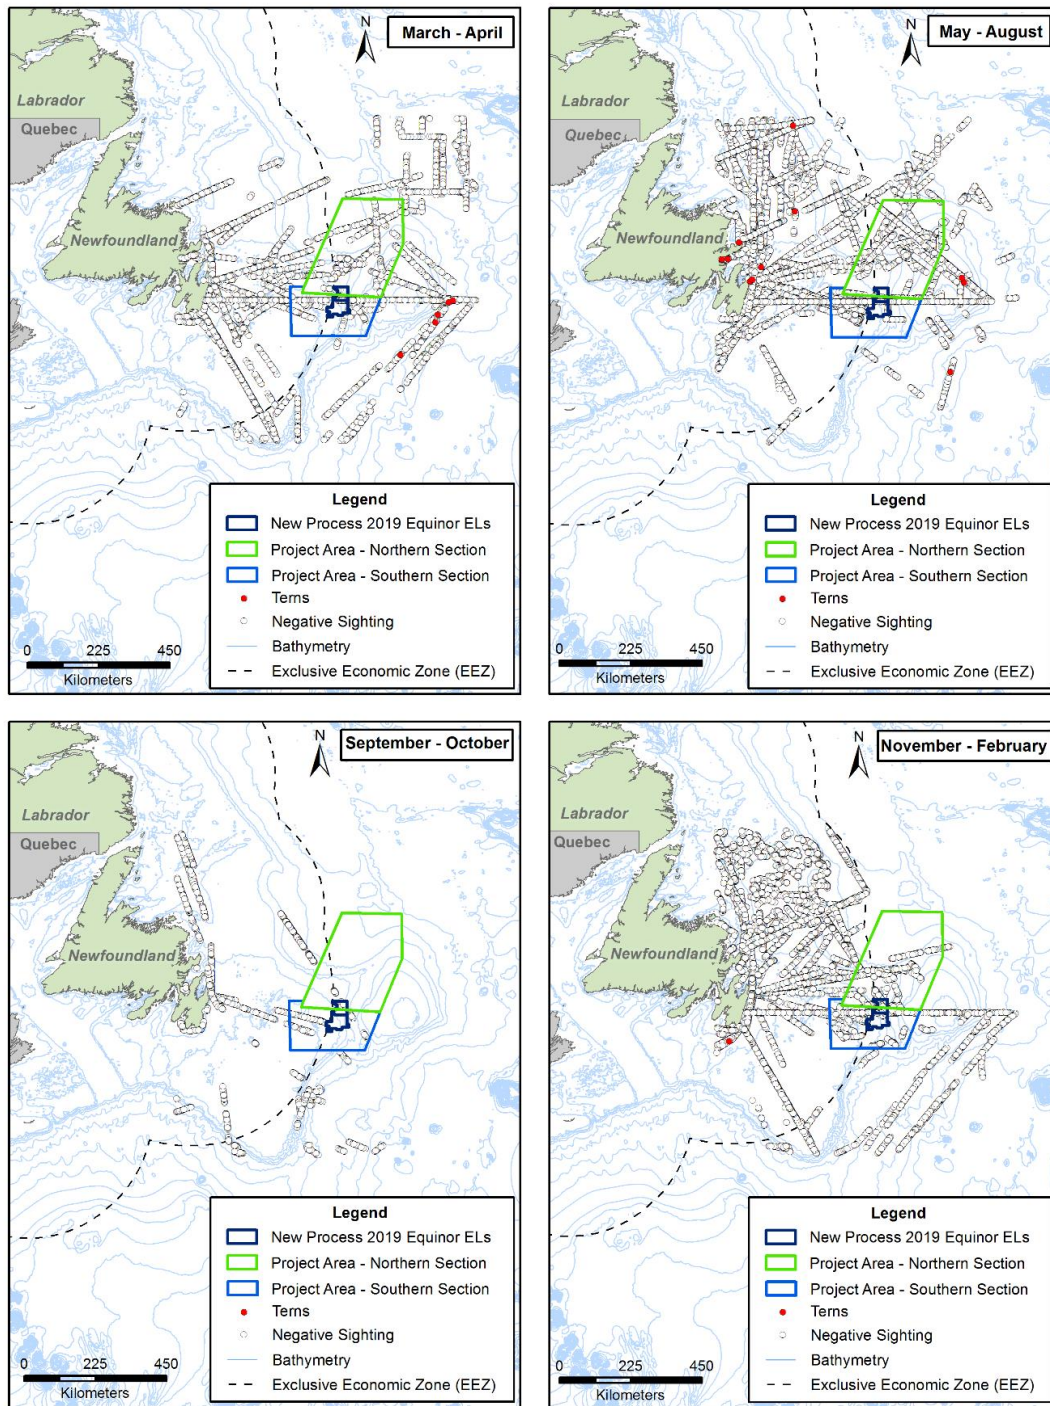 March - April
N
Labrador
Quebec
Newfoundland
Legend
New Process 2019 Equinor ELs
Project Area - Northern Section
Project Area - Southern Section
Terns
Negative Sighting
Bathymetry
Exclusive Economic Zone (EEZ)
0 225 450
Kilometers
May - August
N
Labrador
Quebec
Newfoundland
Legend
New Process 2019 Equinor ELs
Project Area - Northern Section
Project Area - Southern Section
Terns
Negative Sighting
Bathymetry
Exclusive Economic Zone (EEZ)
0 225 450
Kilometers
September - October
N
Labrador
Quebec
Newfoundland
Legend
New Process 2019 Equinor ELs
Project Area - Northern Section
Project Area - Southern Section
Terns
Negative Sighting
Bathymetry
Exclusive Economic Zone (EEZ)
0 225 450
Kilometers
November - February
N
Labrador
Quebec
Newfoundland
Legend
New Process 2019 Equinor ELs
Project Area - Northern Section
Project Area - Southern Section
Terns
Negative Sighting
Bathymetry
Exclusive Economic Zone (EEZ)
0 225 450
Kilometers